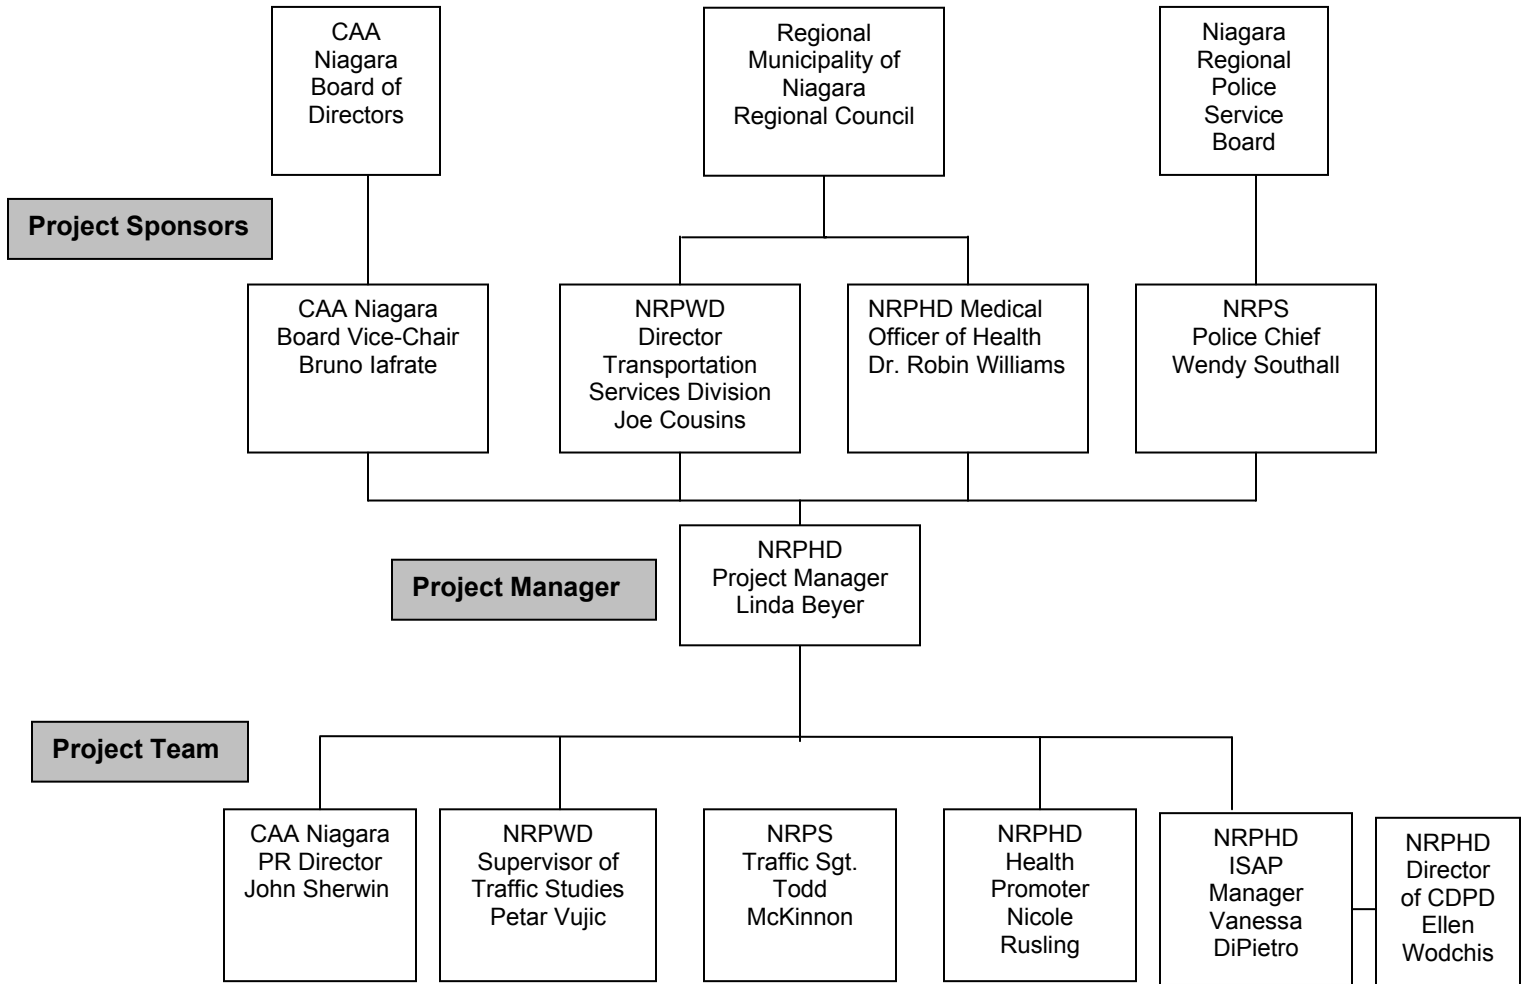 CAA
Niagara
Board of
Directors
Regional
Municipality of
Niagara
Regional Council
Niagara
Regional
Police
Service
Board
Project Sponsors
CAA Niagara
Board Vice-Chair
Bruno Iafrate
NRPWD
Director
Transportation
Services Division
Joe Cousins
NRPHD Medical
Officer of Health
Dr. Robin Williams
NRPS
Police Chief
Wendy Southall
Project Manager
NRPHD
Project Manager
Linda Beyer
Project Team
CAA Niagara
PR Director
John Sherwin
NRPWD
Supervisor of
Traffic Studies
Petar Vujic
NRPS
Traffic Sgt.
Todd
McKinnon
NRPHD
Health
Promoter
Nicole
Rusling
NRPHD
ISAP
Manager
Vanessa
DiPietro
NRPHD
Director
of CDPD
Ellen
Wodchis